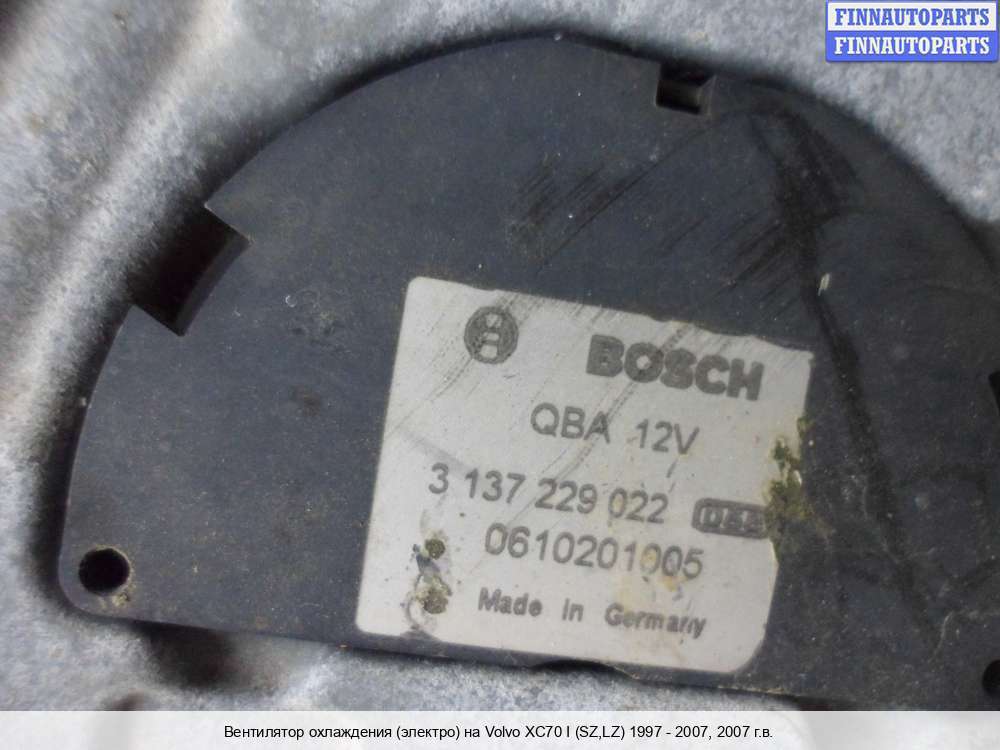 FINNAUTOPARTS
FINNAUTOPARTS
BOSCH
QBA 12V
3 137 229 022
0610201005
Made in Germany
Вентилятор охлаждения (электро) на Volvo XC70 I (SZ,LZ) 1997 - 2007, 2007 г.в.